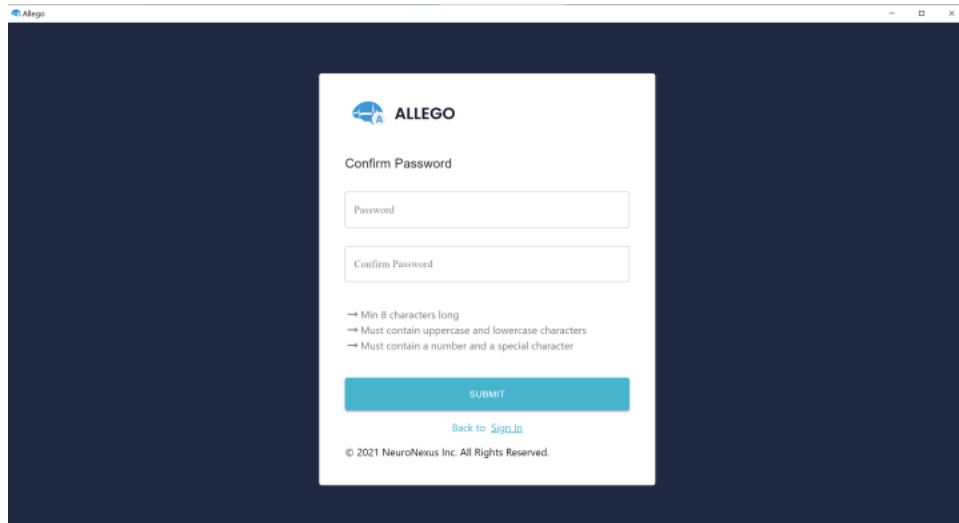 Allego
A
ALLEGO
Confirm Password
Password
Confirm Password
→ Min 8 characters long
→ Must contain uppercase and lowercase characters
→ Must contain a number and a special character
SUBMIT
Back to Sign In
© 2021 NeuroNexus Inc. All Rights Reserved.